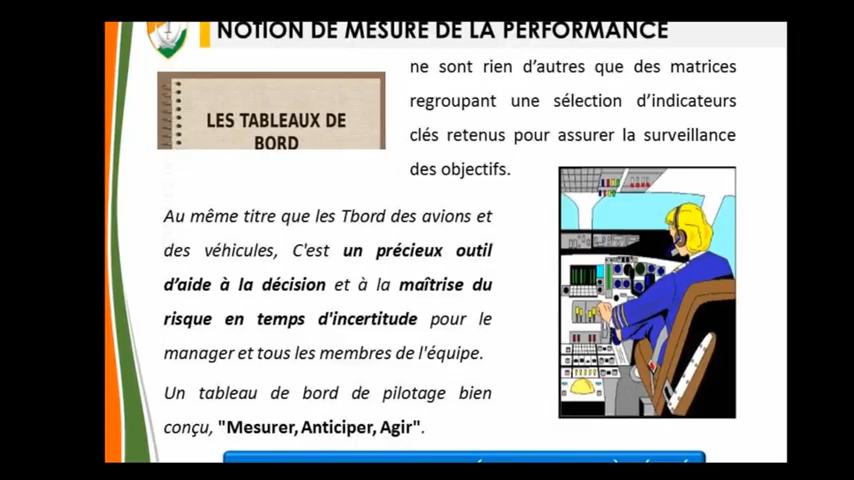 NOTION DE MESURE DE LA PERFORMANCE
LES TABLEAUX DE
BORD
ne sont rien d'autres que des matrices
regroupant une sélection d'indicateurs
clés retenus pour assurer la surveillance
des objectifs.
Au même titre que les Tbord des avions et
des véhicules, C'est un précieux outil
d'aide à la décision et à la maîtrise du
risque en temps d'incertitude pour le
manager et tous les membres de l'équipe.
Un tableau de bord de pilotage bien
conçu, "Mesurer, Anticiper, Agir".